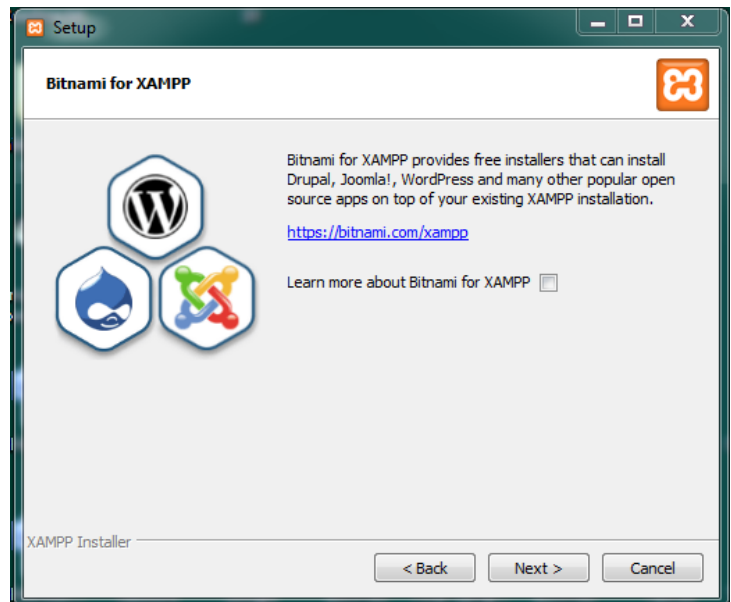 Setup
Bitnami for XAMPP
Bitnami for XAMPP provides free installers that can install
Drupal, Joomla!, WordPress and many other popular open
source apps on top of your existing XAMPP installation.
https://bitnami.com/xampp
Learn more about Bitnami for XAMPP
XAMPP Installer
< Back
Next >
Cancel